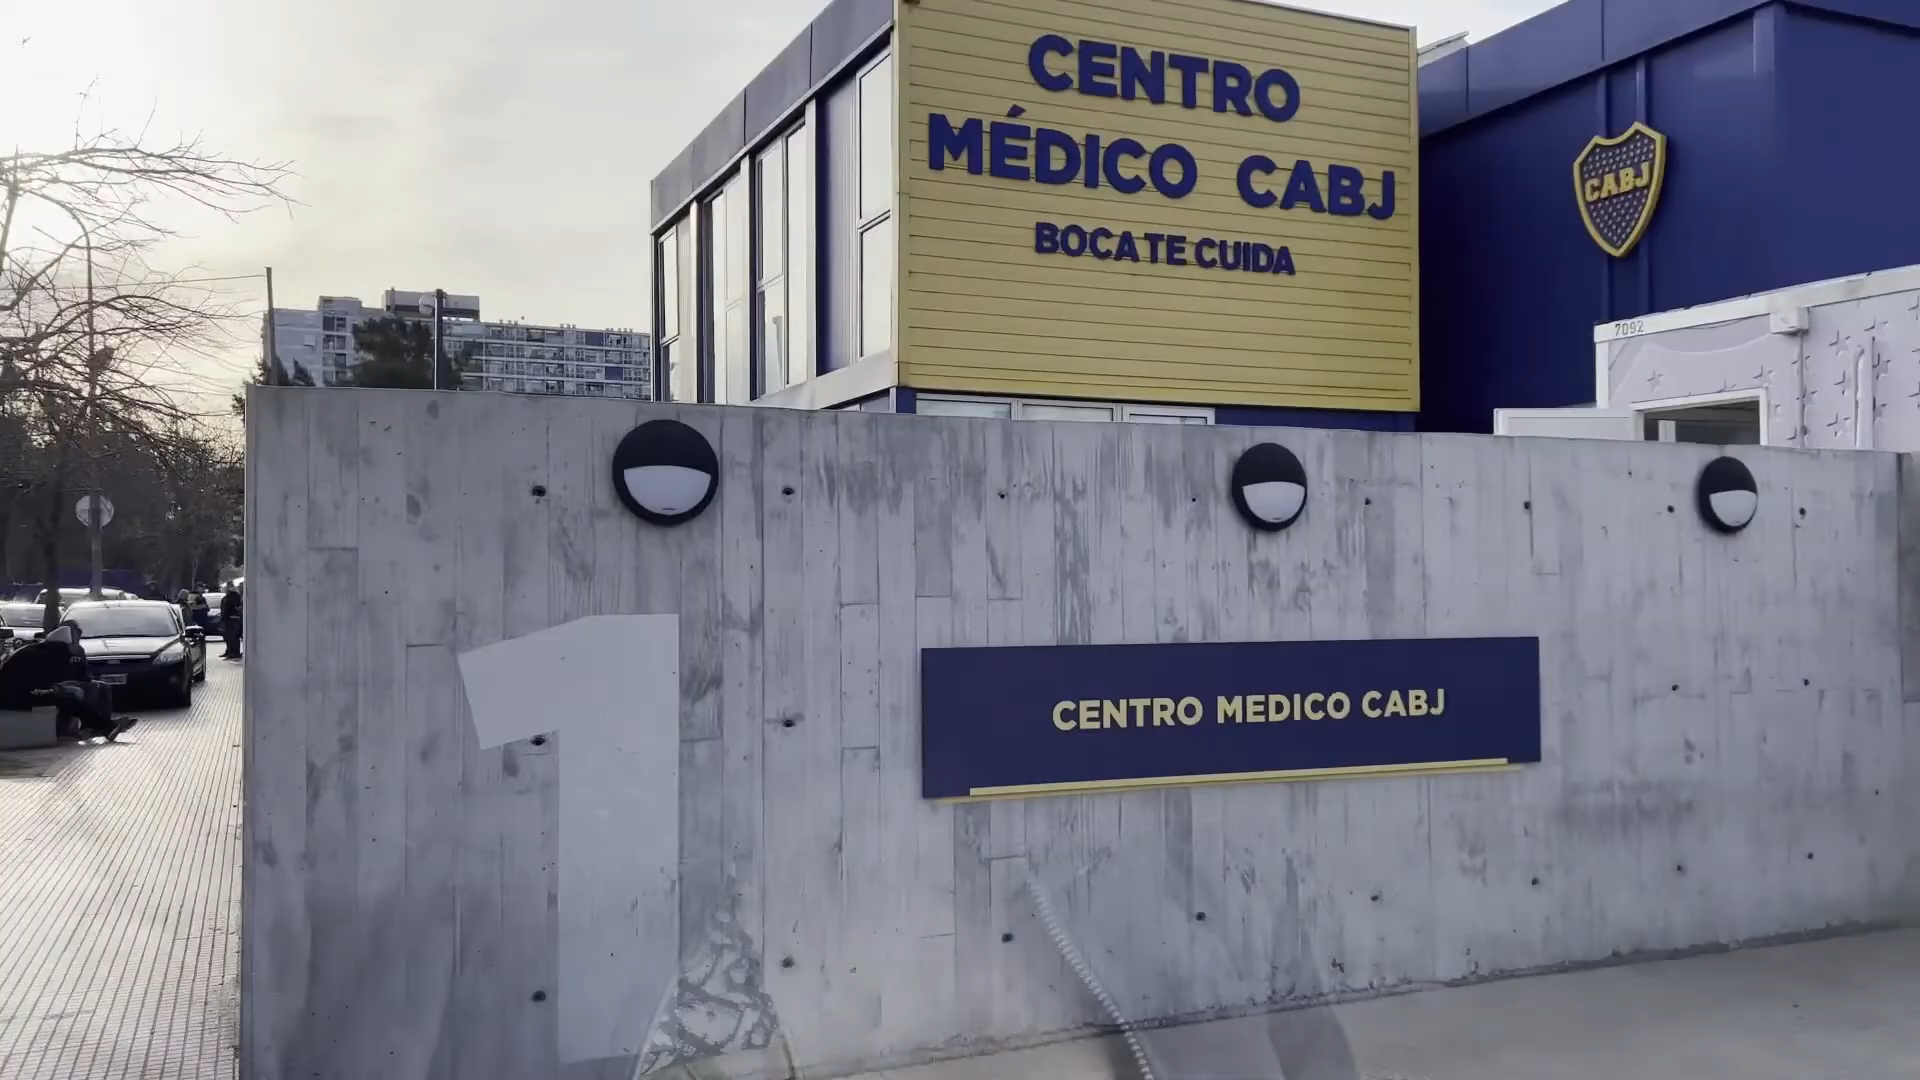 CENTRO
MÉDICO CABJ
BOCA TE CUIDA
CABJ
7092
1
CENTRO MEDICO CABJ